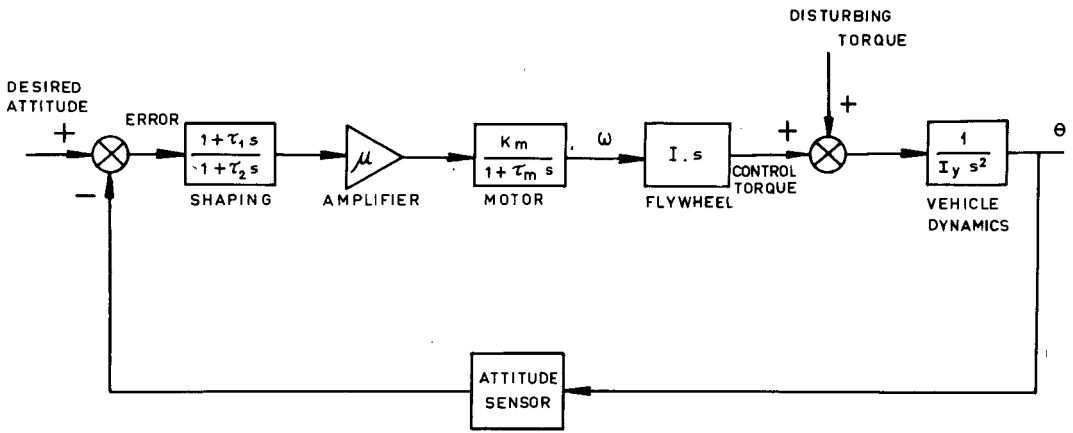 DISTURBING
TORQUE
DESIRED
ATTITUDE
+
ERROR
1 + τ₁ s
1 + τ₂ s
SHAPING
μ
AMPLIFIER
Km
1 + τm s
MOTOR
ω
I.s
FLYWHEEL
+
CONTROL
TORQUE
+
1
Iy s²
VEHICLE
DYNAMICS
θ
−
ATTITUDE
SENSOR